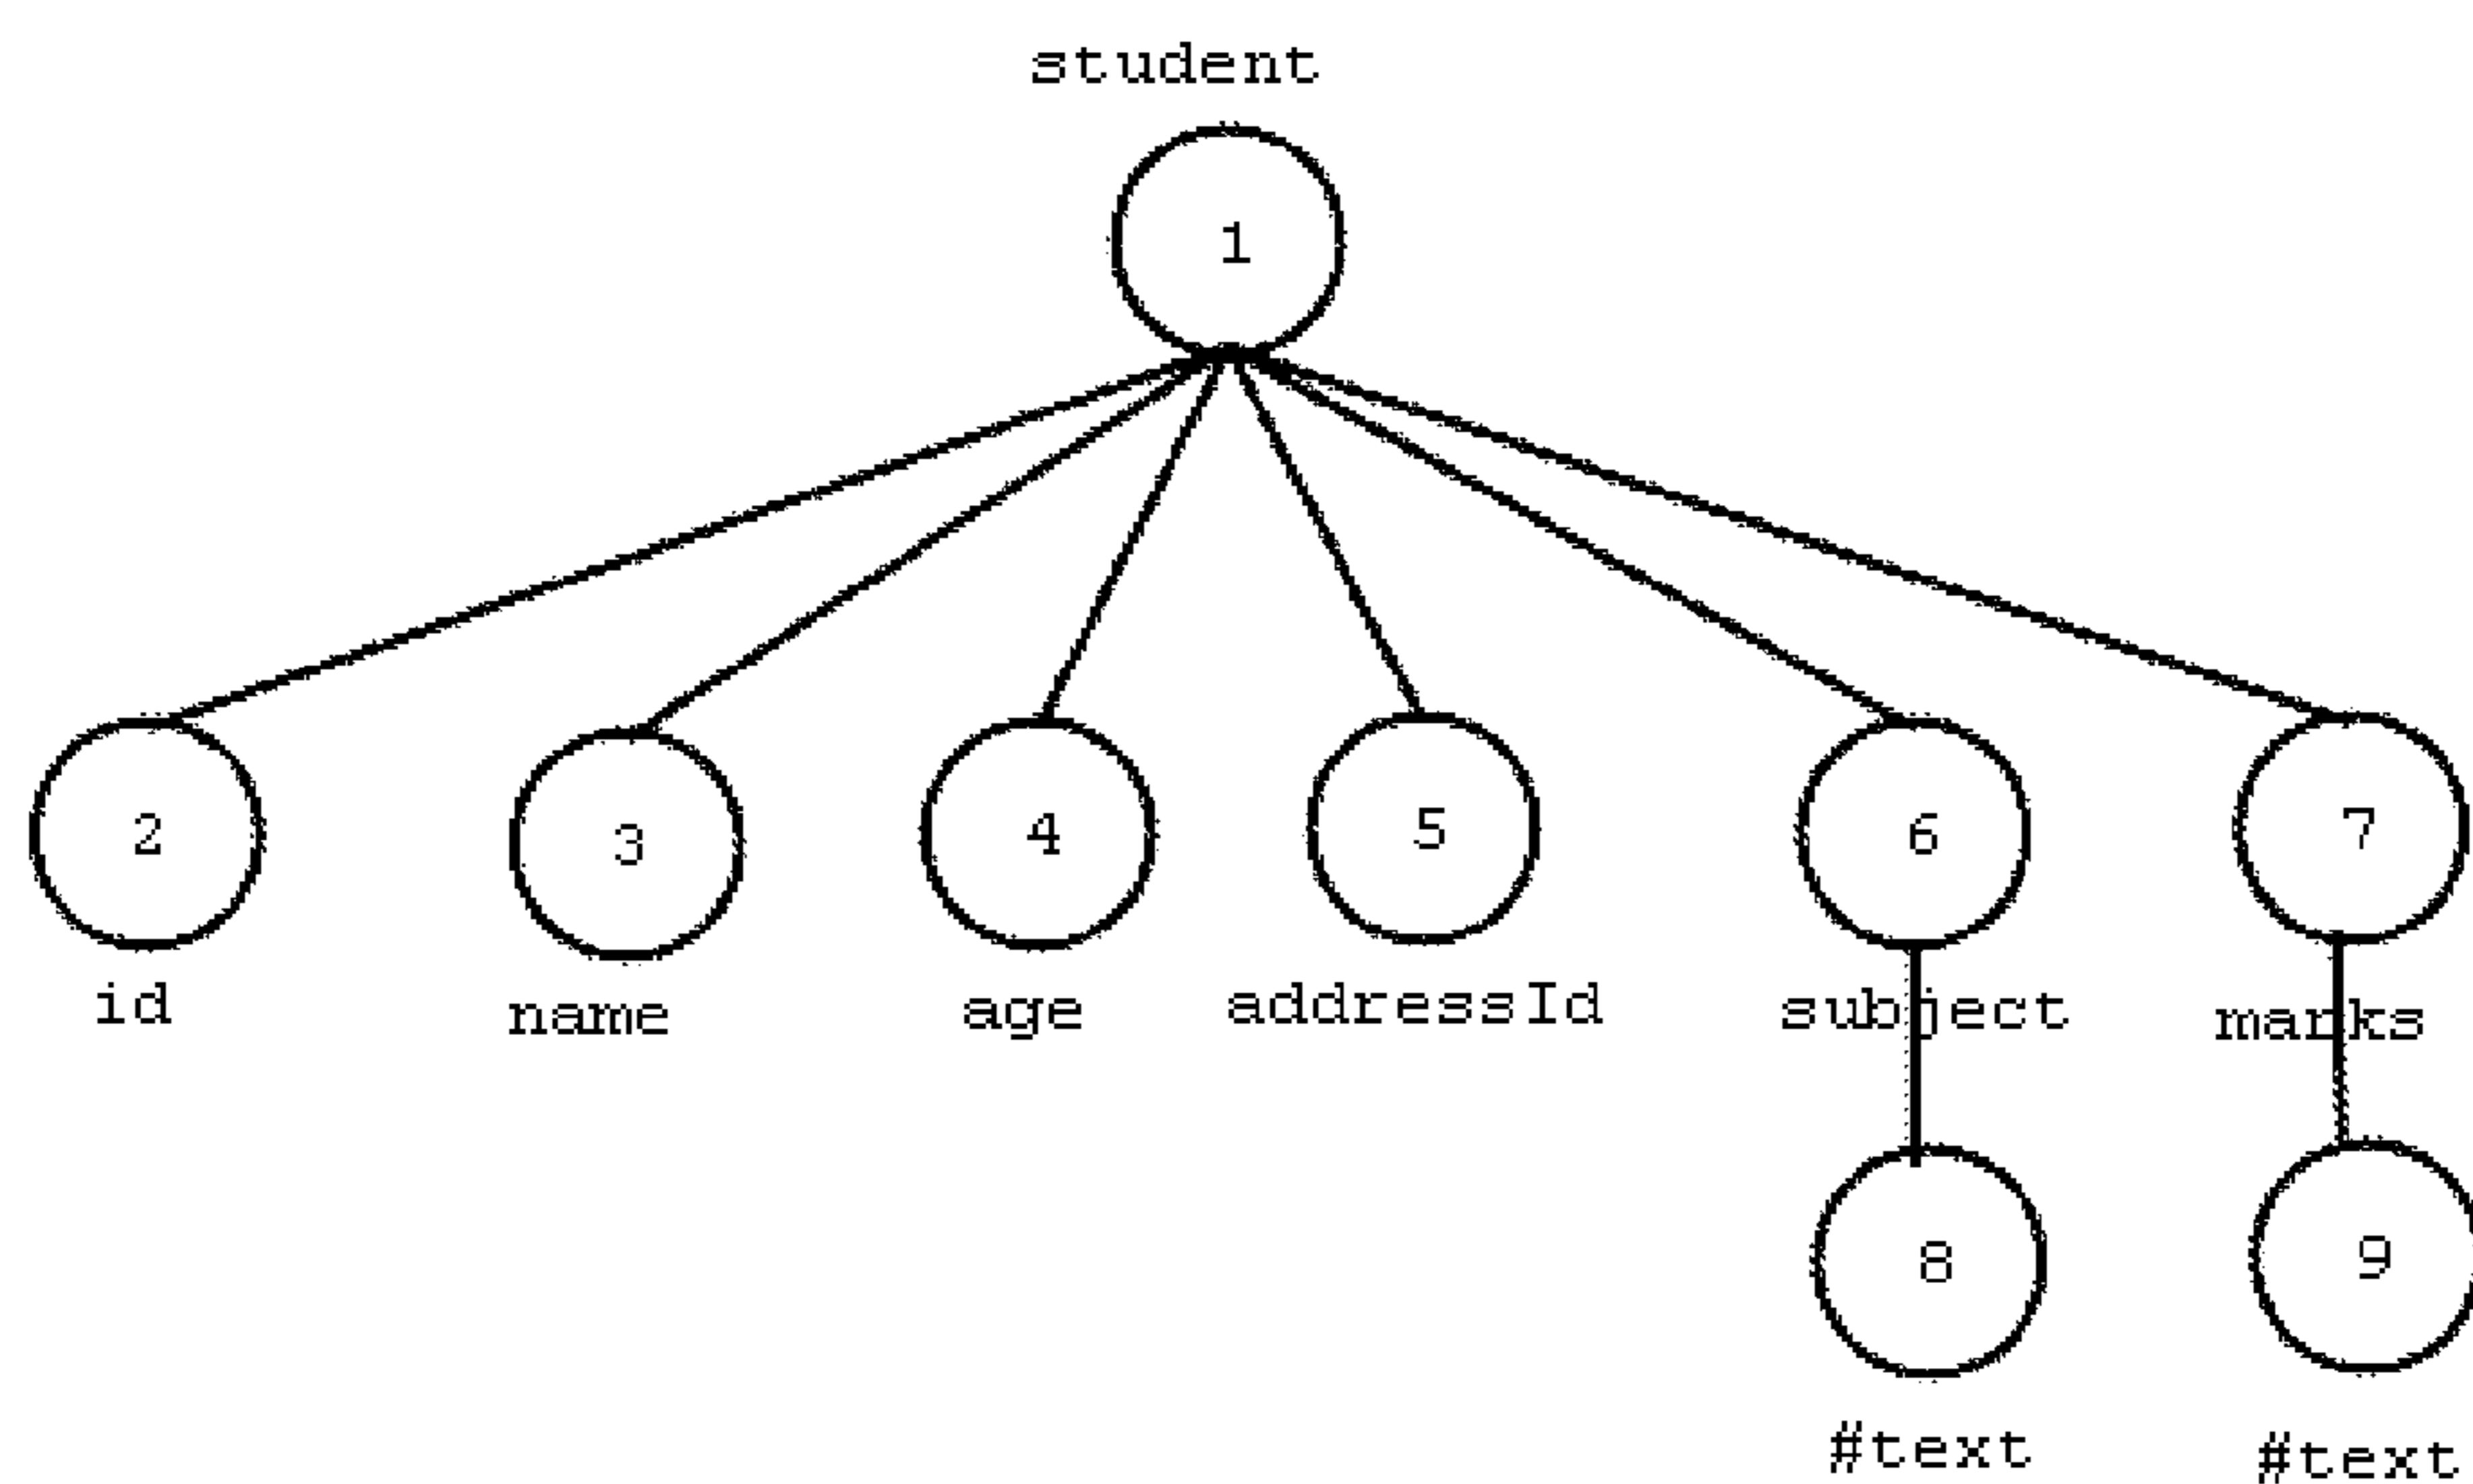 student
1
2 3 4 5 6 7
id name age addressId subject marks
8 9
#text #text